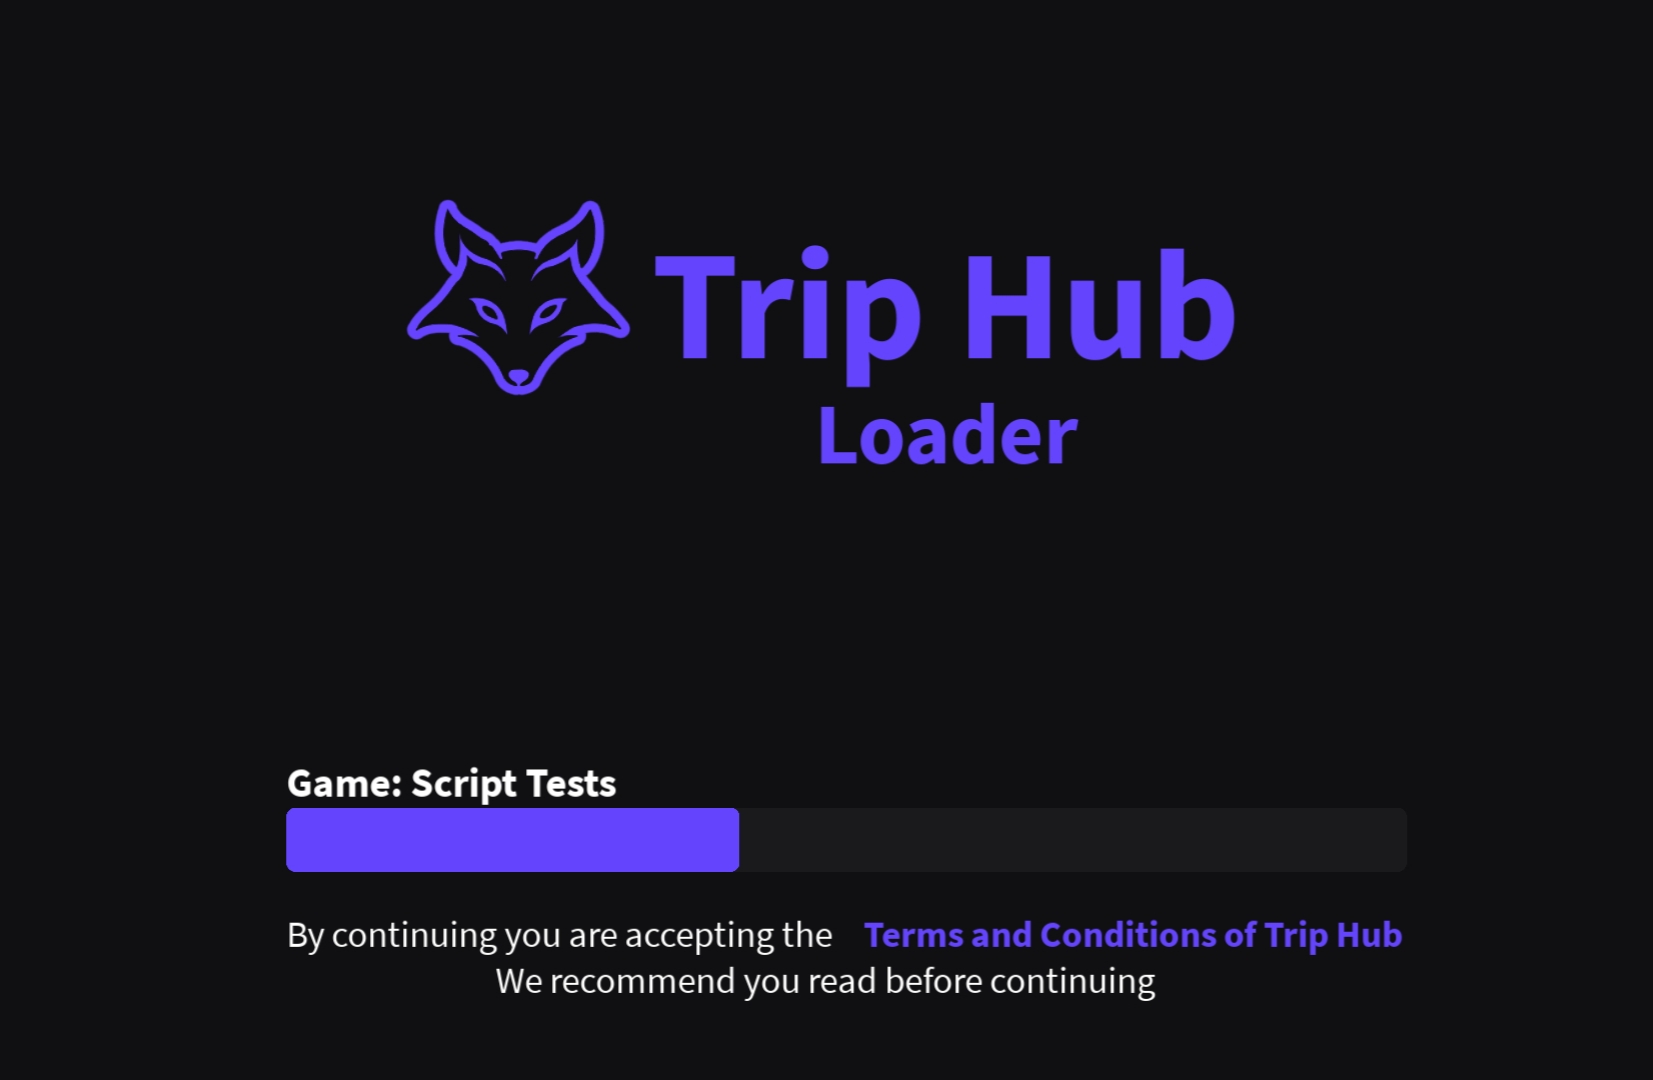 Trip Hub
Loader
Game: Script Tests
By continuing you are accepting the Terms and Conditions of Trip Hub
We recommend you read before continuing